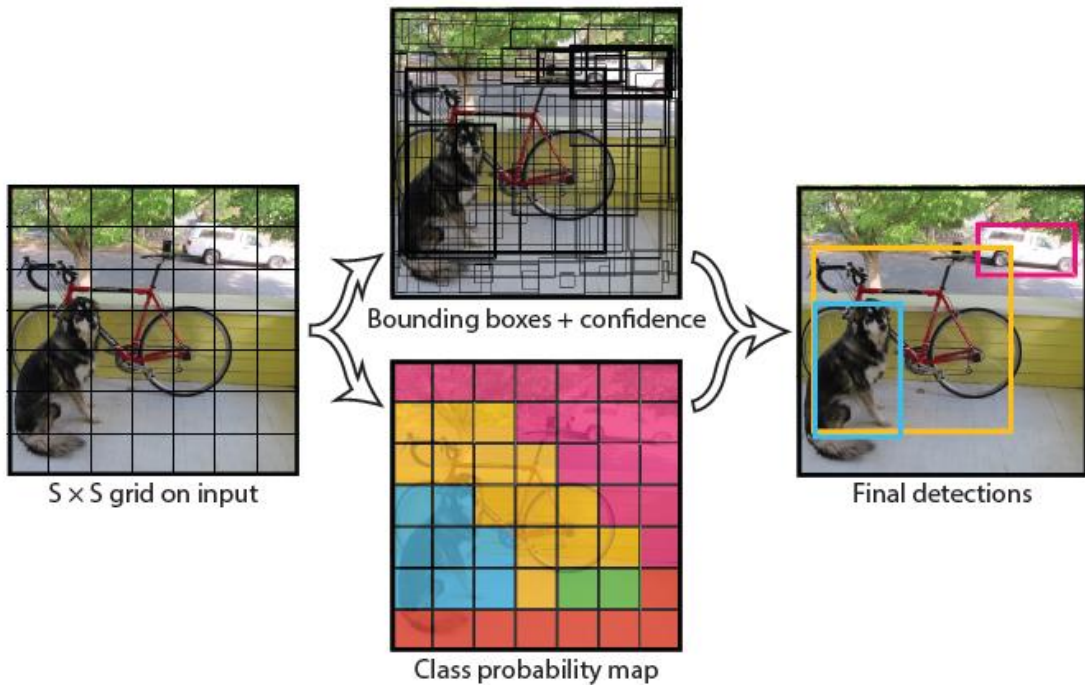 S × S grid on input
Bounding boxes + confidence
Class probability map
Final detections